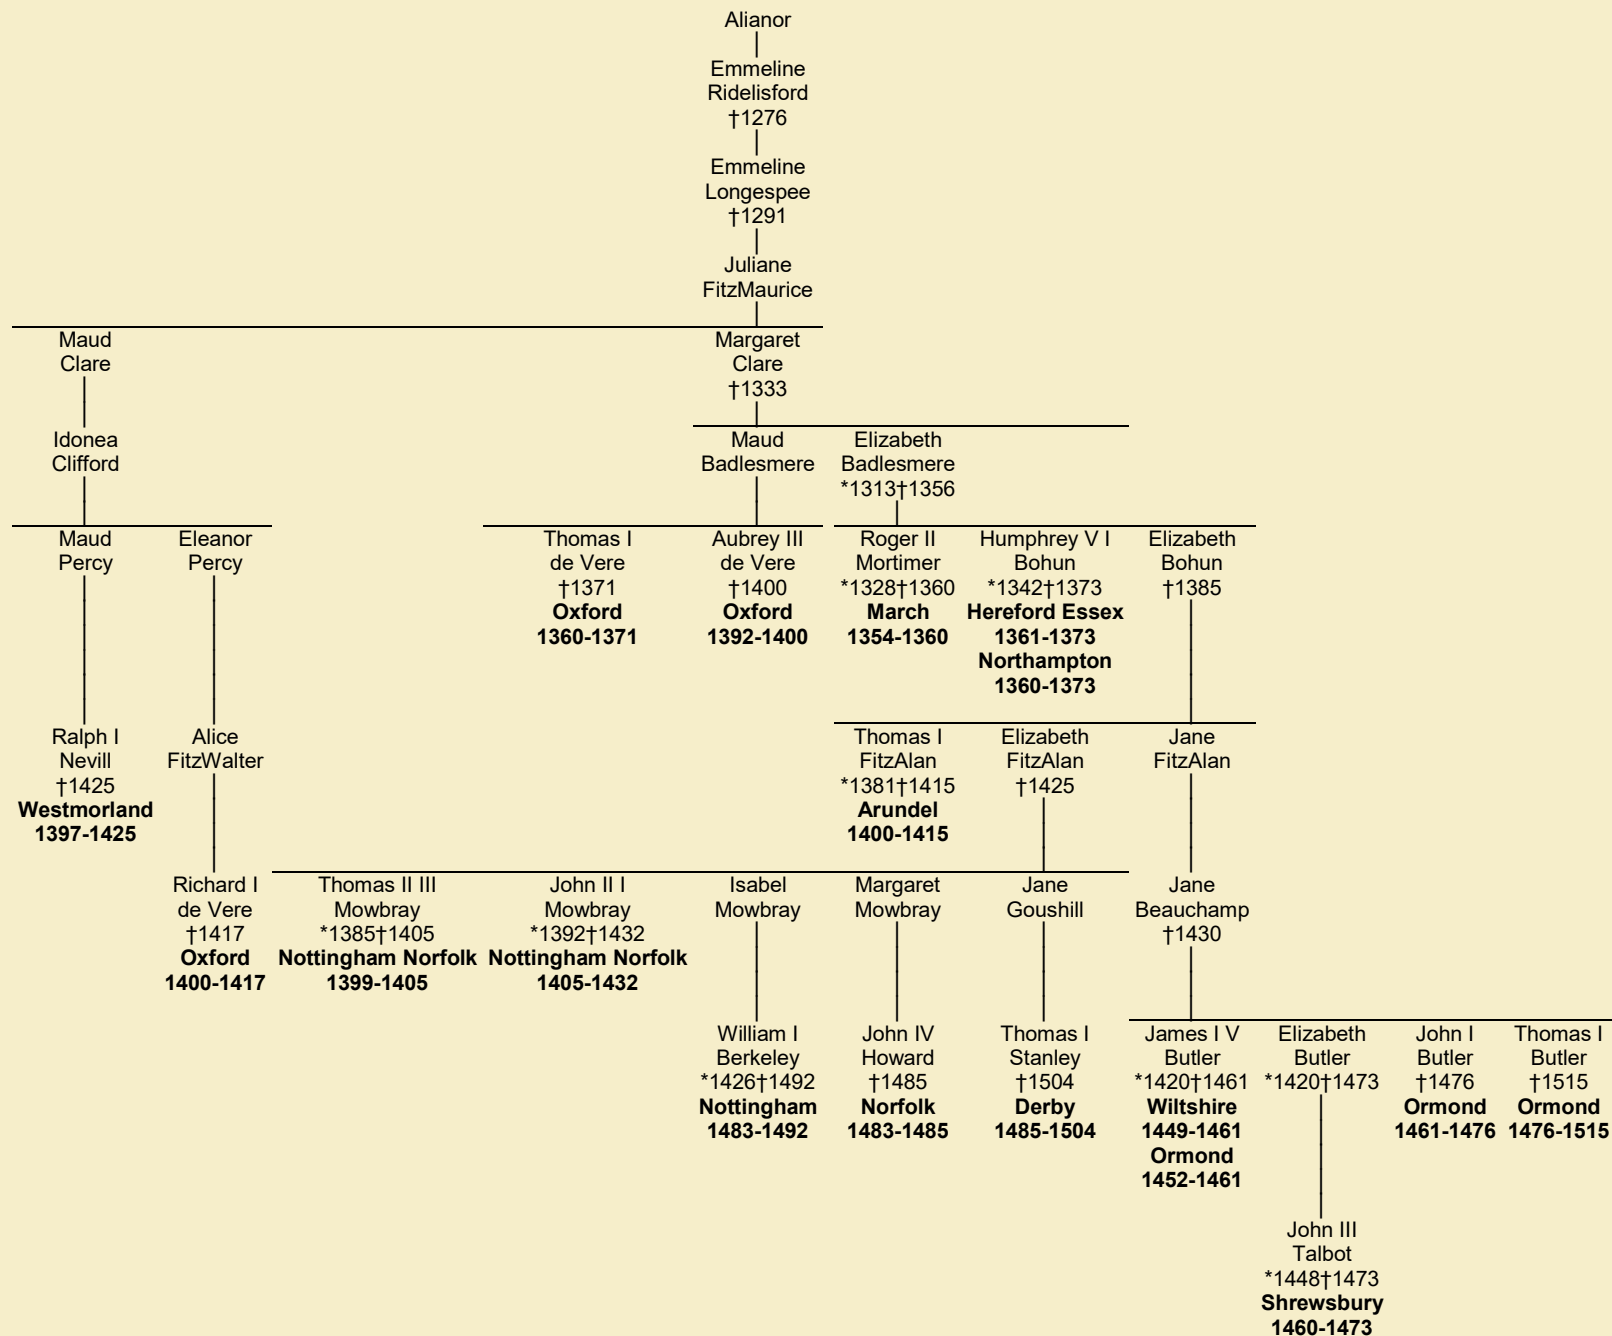 Alianor
Emmeline
Ridelisford
†1276
Emmeline
Longespee
†1291
Juliane
FitzMaurice
Maud
Clare
Margaret
Clare
†1333
Idonea
Clifford
Maud
Badlesmere
Elizabeth
Badlesmere
*1313†1356
Maud
Percy
Eleanor
Percy
Thomas I
de Vere
†1371
Oxford
1360-1371
Aubrey III
de Vere
†1400
Oxford
1392-1400
Roger II
Mortimer
*1328†1360
March
1354-1360
Humphrey V I
Bohun
*1342†1373
Hereford Essex
1361-1373
Northampton
1360-1373
Elizabeth
Bohun
†1385
Ralph I
Nevill
†1425
Westmorland
1397-1425
Alice
FitzWalter
Thomas I
FitzAlan
*1381†1415
Arundel
1400-1415
Elizabeth
FitzAlan
†1425
Jane
FitzAlan
Richard I
de Vere
†1417
Oxford
1400-1417
Thomas II III
Mowbray
*1385†1405
Nottingham Norfolk
1399-1405
John II I
Mowbray
*1392†1432
Nottingham Norfolk
1405-1432
Isabel
Mowbray
Margaret
Mowbray
Jane
Goushill
Jane
Beauchamp
†1430
William I
Berkeley
*1426†1492
Nottingham
1483-1492
John IV
Howard
†1485
Norfolk
1483-1485
Thomas I
Stanley
†1504
Derby
1485-1504
James I V
Butler
*1420†1461
Wiltshire
1449-1461
Ormond
1452-1461
Elizabeth
Butler
*1420†1473
John I
Butler
†1476
Ormond
1461-1476
Thomas I
Butler
†1515
Ormond
1476-1515
John III
Talbot
*1448†1473
Shrewsbury
1460-1473